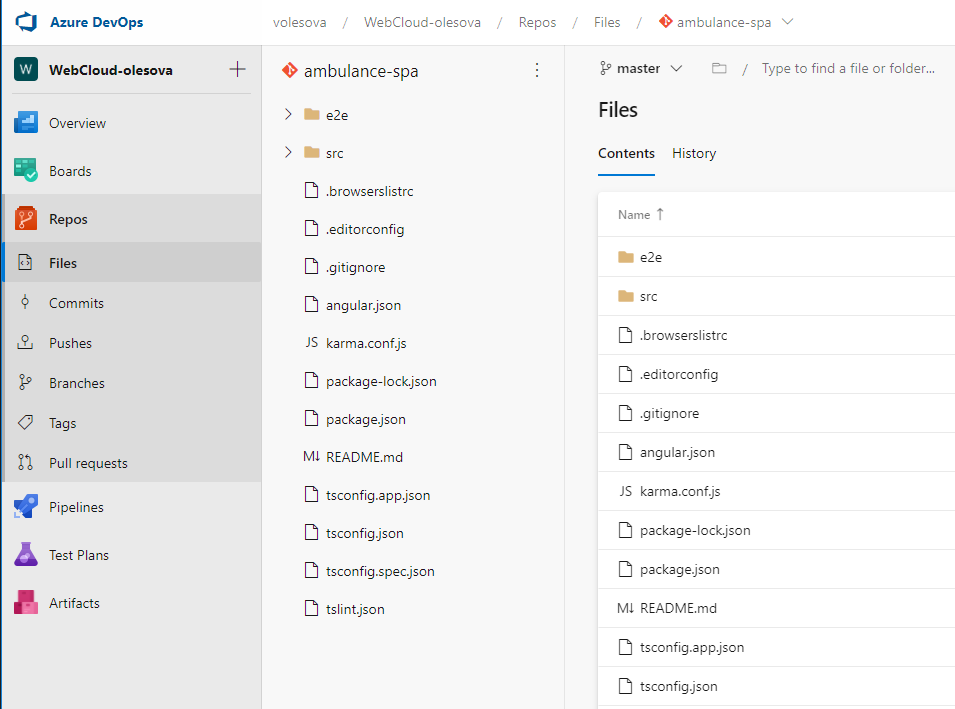 Azure DevOps
volesova / WebCloud-olesova / Repos / Files / ambulance-spa
W WebCloud-olesova
Overview
Boards
Repos
Files
Commits
Pushes
Branches
Tags
Pull requests
Pipelines
Test Plans
Artifacts
ambulance-spa
e2e
src
.browserslistrc
.editorconfig
.gitignore
angular.json
JS karma.conf.js
package-lock.json
package.json
M↓ README.md
tsconfig.app.json
tsconfig.json
tsconfig.spec.json
tslint.json
master / Type to find a file or folder...
Files
Contents History
Name ↑
e2e
src
.browserslistrc
.editorconfig
.gitignore
angular.json
JS karma.conf.js
package-lock.json
package.json
M↓ README.md
tsconfig.app.json
tsconfig.json